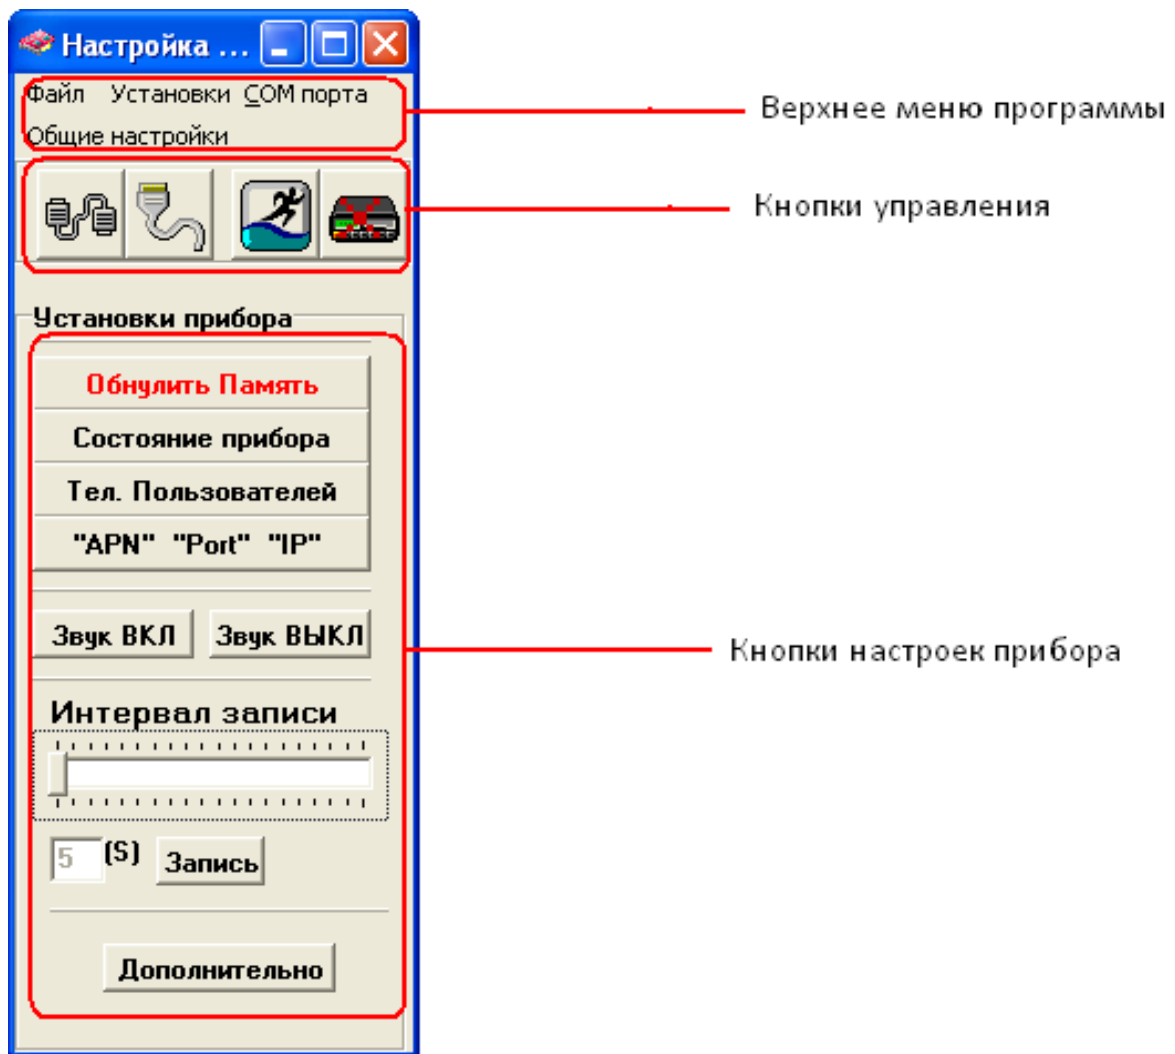 Настройка ...
Файл Установки COM порта
Общие настройки
Верхнее меню программы
Кнопки управления
Установки прибора
Обнулить Память
Состояние прибора
Тел. Пользователей
"APN" "Port" "IP"
Звук ВКЛ Звук ВЫКЛ
Кнопки настроек прибора
Интервал записи
5 (S) Запись
Дополнительно